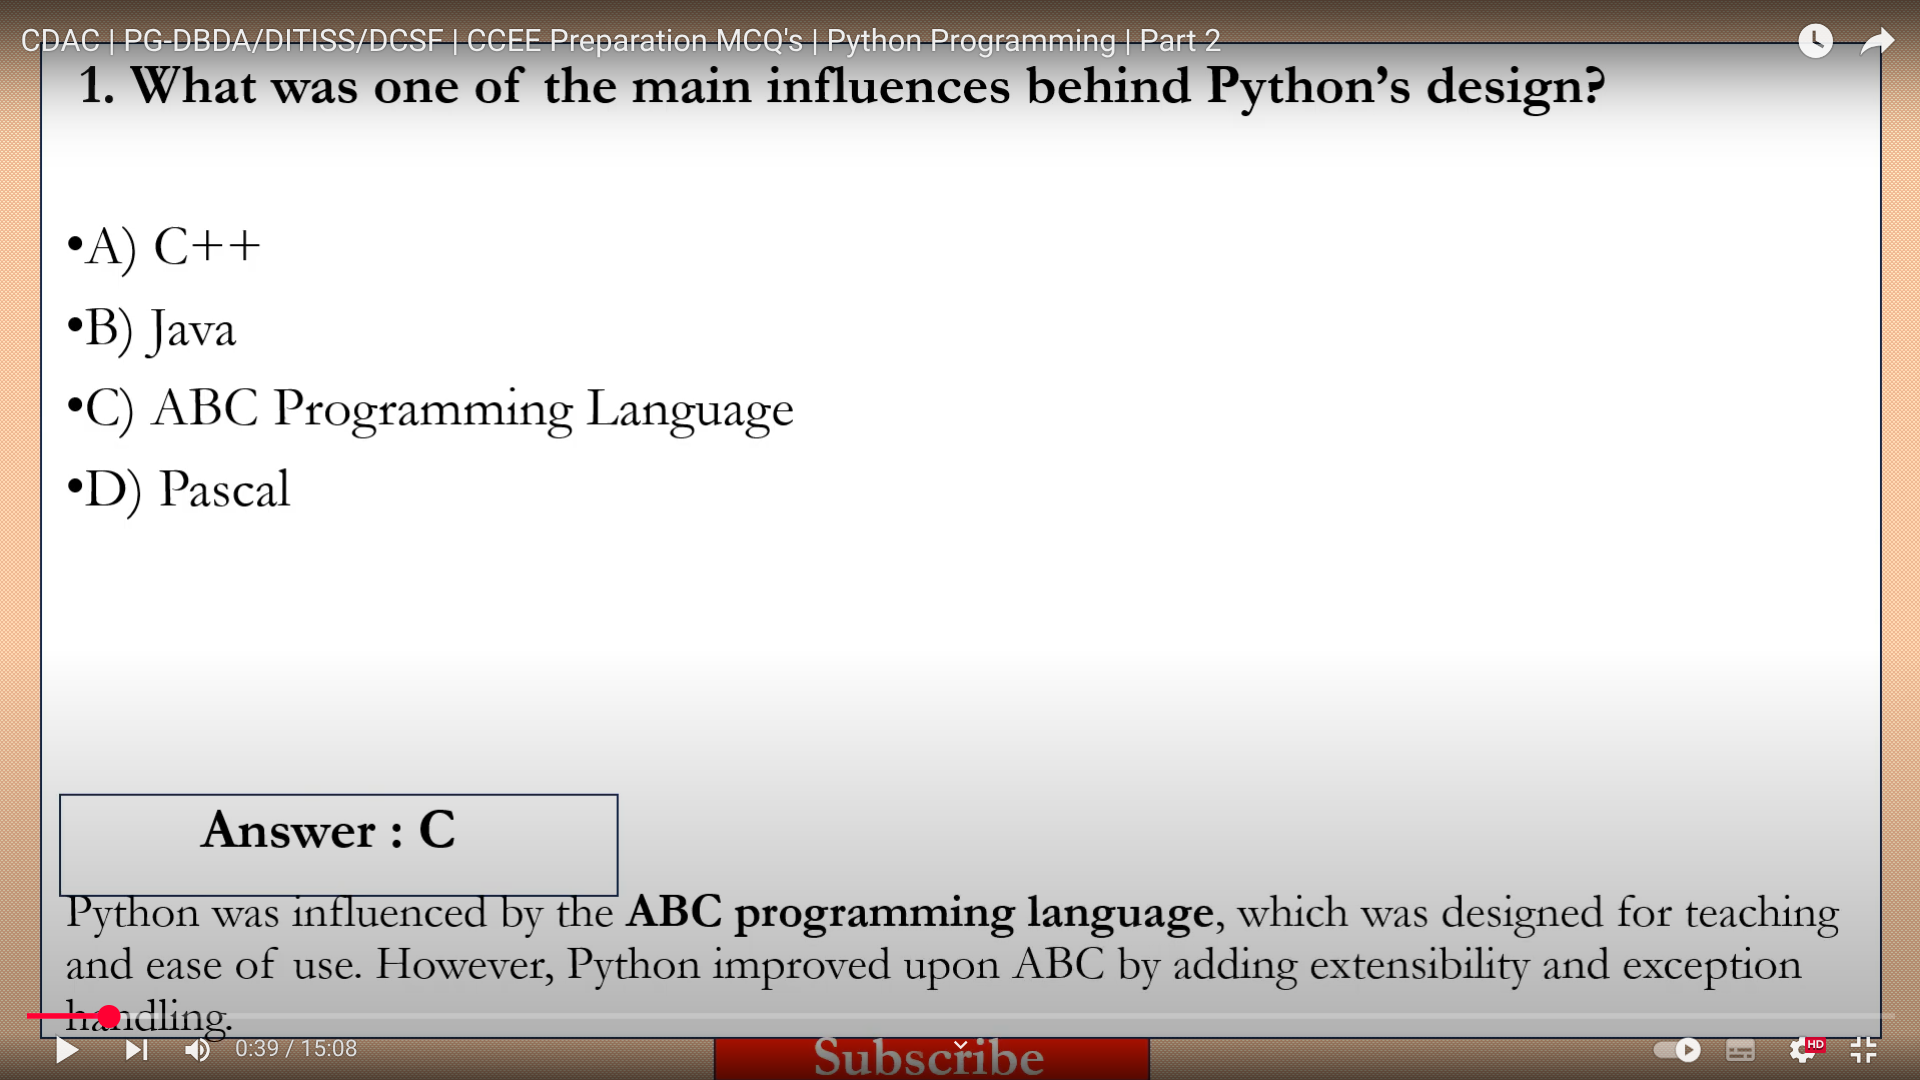 CDAC | PG-DBDA/DITISS/DCSF | CCEE Preparation MCQ's | Python Programming | Part 2
1. What was one of the main influences behind Python’s design?
•A) C++
•B) Java
•C) ABC Programming Language
•D) Pascal
Answer : C
Python was influenced by the ABC programming language, which was designed for teaching
and ease of use. However, Python improved upon ABC by adding extensibility and exception
handling.
0:39 / 15:08
Subscribe
HD